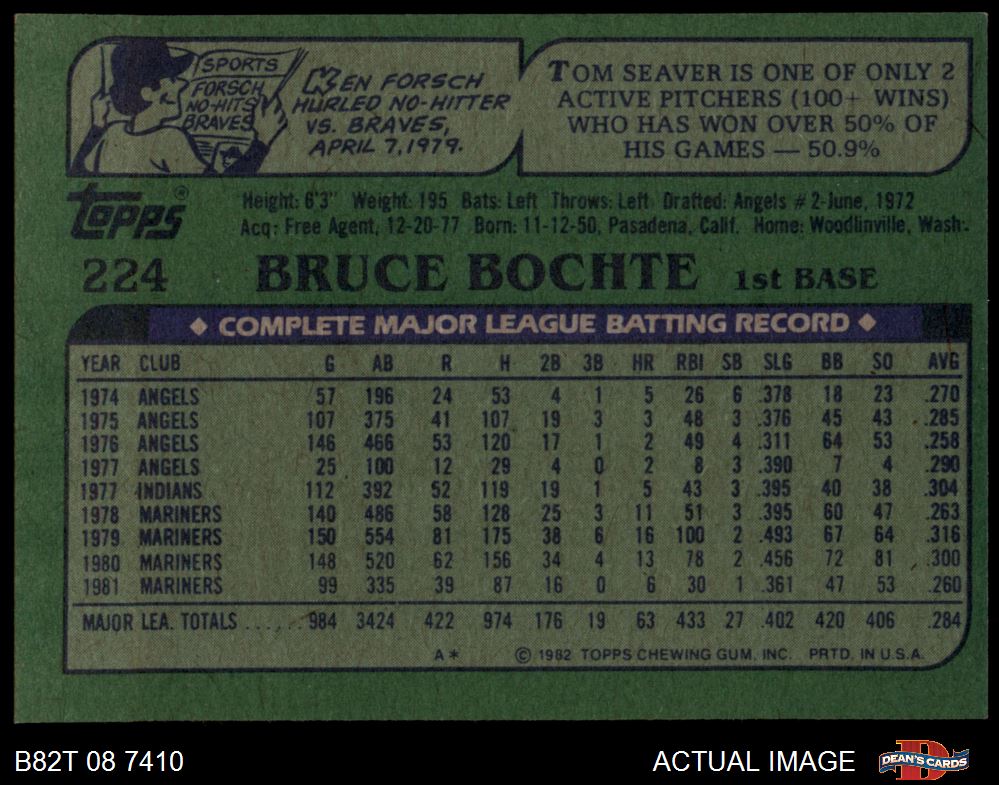 SPORTS
FORSCH
NO-HITS
BRAVES
KEN FORSCH
HURLED NO-HITTER
VS. BRAVES,
APRIL 7, 1979.
TOM SEAVER IS ONE OF ONLY 2
ACTIVE PITCHERS (100+ WINS)
WHO HAS WON OVER 50% OF
HIS GAMES — 50.9%
TOPPS®
Height: 6'3" Weight: 195 Bats: Left Throws: Left Drafted: Angels #2-June, 1972
Acq: Free Agent, 12-20-77 Born: 11-12-50, Pasadena, Calif. Home: Woodlinville, Wash.
224 BRUCE BOCHTE 1st BASE
◆ COMPLETE MAJOR LEAGUE BATTING RECORD ◆
YEAR CLUB G AB R H 2B 3B HR RBI SB SLG BB SO AVG
1974 ANGELS 57 196 24 53 4 1 5 26 6 .378 18 23 .270
1975 ANGELS 107 375 41 107 19 3 3 48 3 .376 45 43 .285
1976 ANGELS 146 466 53 120 17 1 2 49 4 .311 64 53 .258
1977 ANGELS 25 100 12 29 4 0 2 8 3 .390 7 4 .290
1977 INDIANS 112 392 52 119 19 1 5 43 3 .395 40 38 .304
1978 MARINERS 140 486 58 128 25 3 11 51 3 .395 60 47 .263
1979 MARINERS 150 554 81 175 38 6 16 100 2 .493 67 64 .316
1980 MARINERS 148 520 62 156 34 4 13 78 2 .456 72 81 .300
1981 MARINERS 99 335 39 87 16 0 6 30 1 .361 47 53 .260
MAJOR LEA. TOTALS ...... 984 3424 422 974 176 19 63 433 27 .402 420 406 .284
A* © 1982 TOPPS CHEWING GUM, INC. PRTD. IN U.S.A.
B82T 08 7410 ACTUAL IMAGE D DEAN'S CARDS